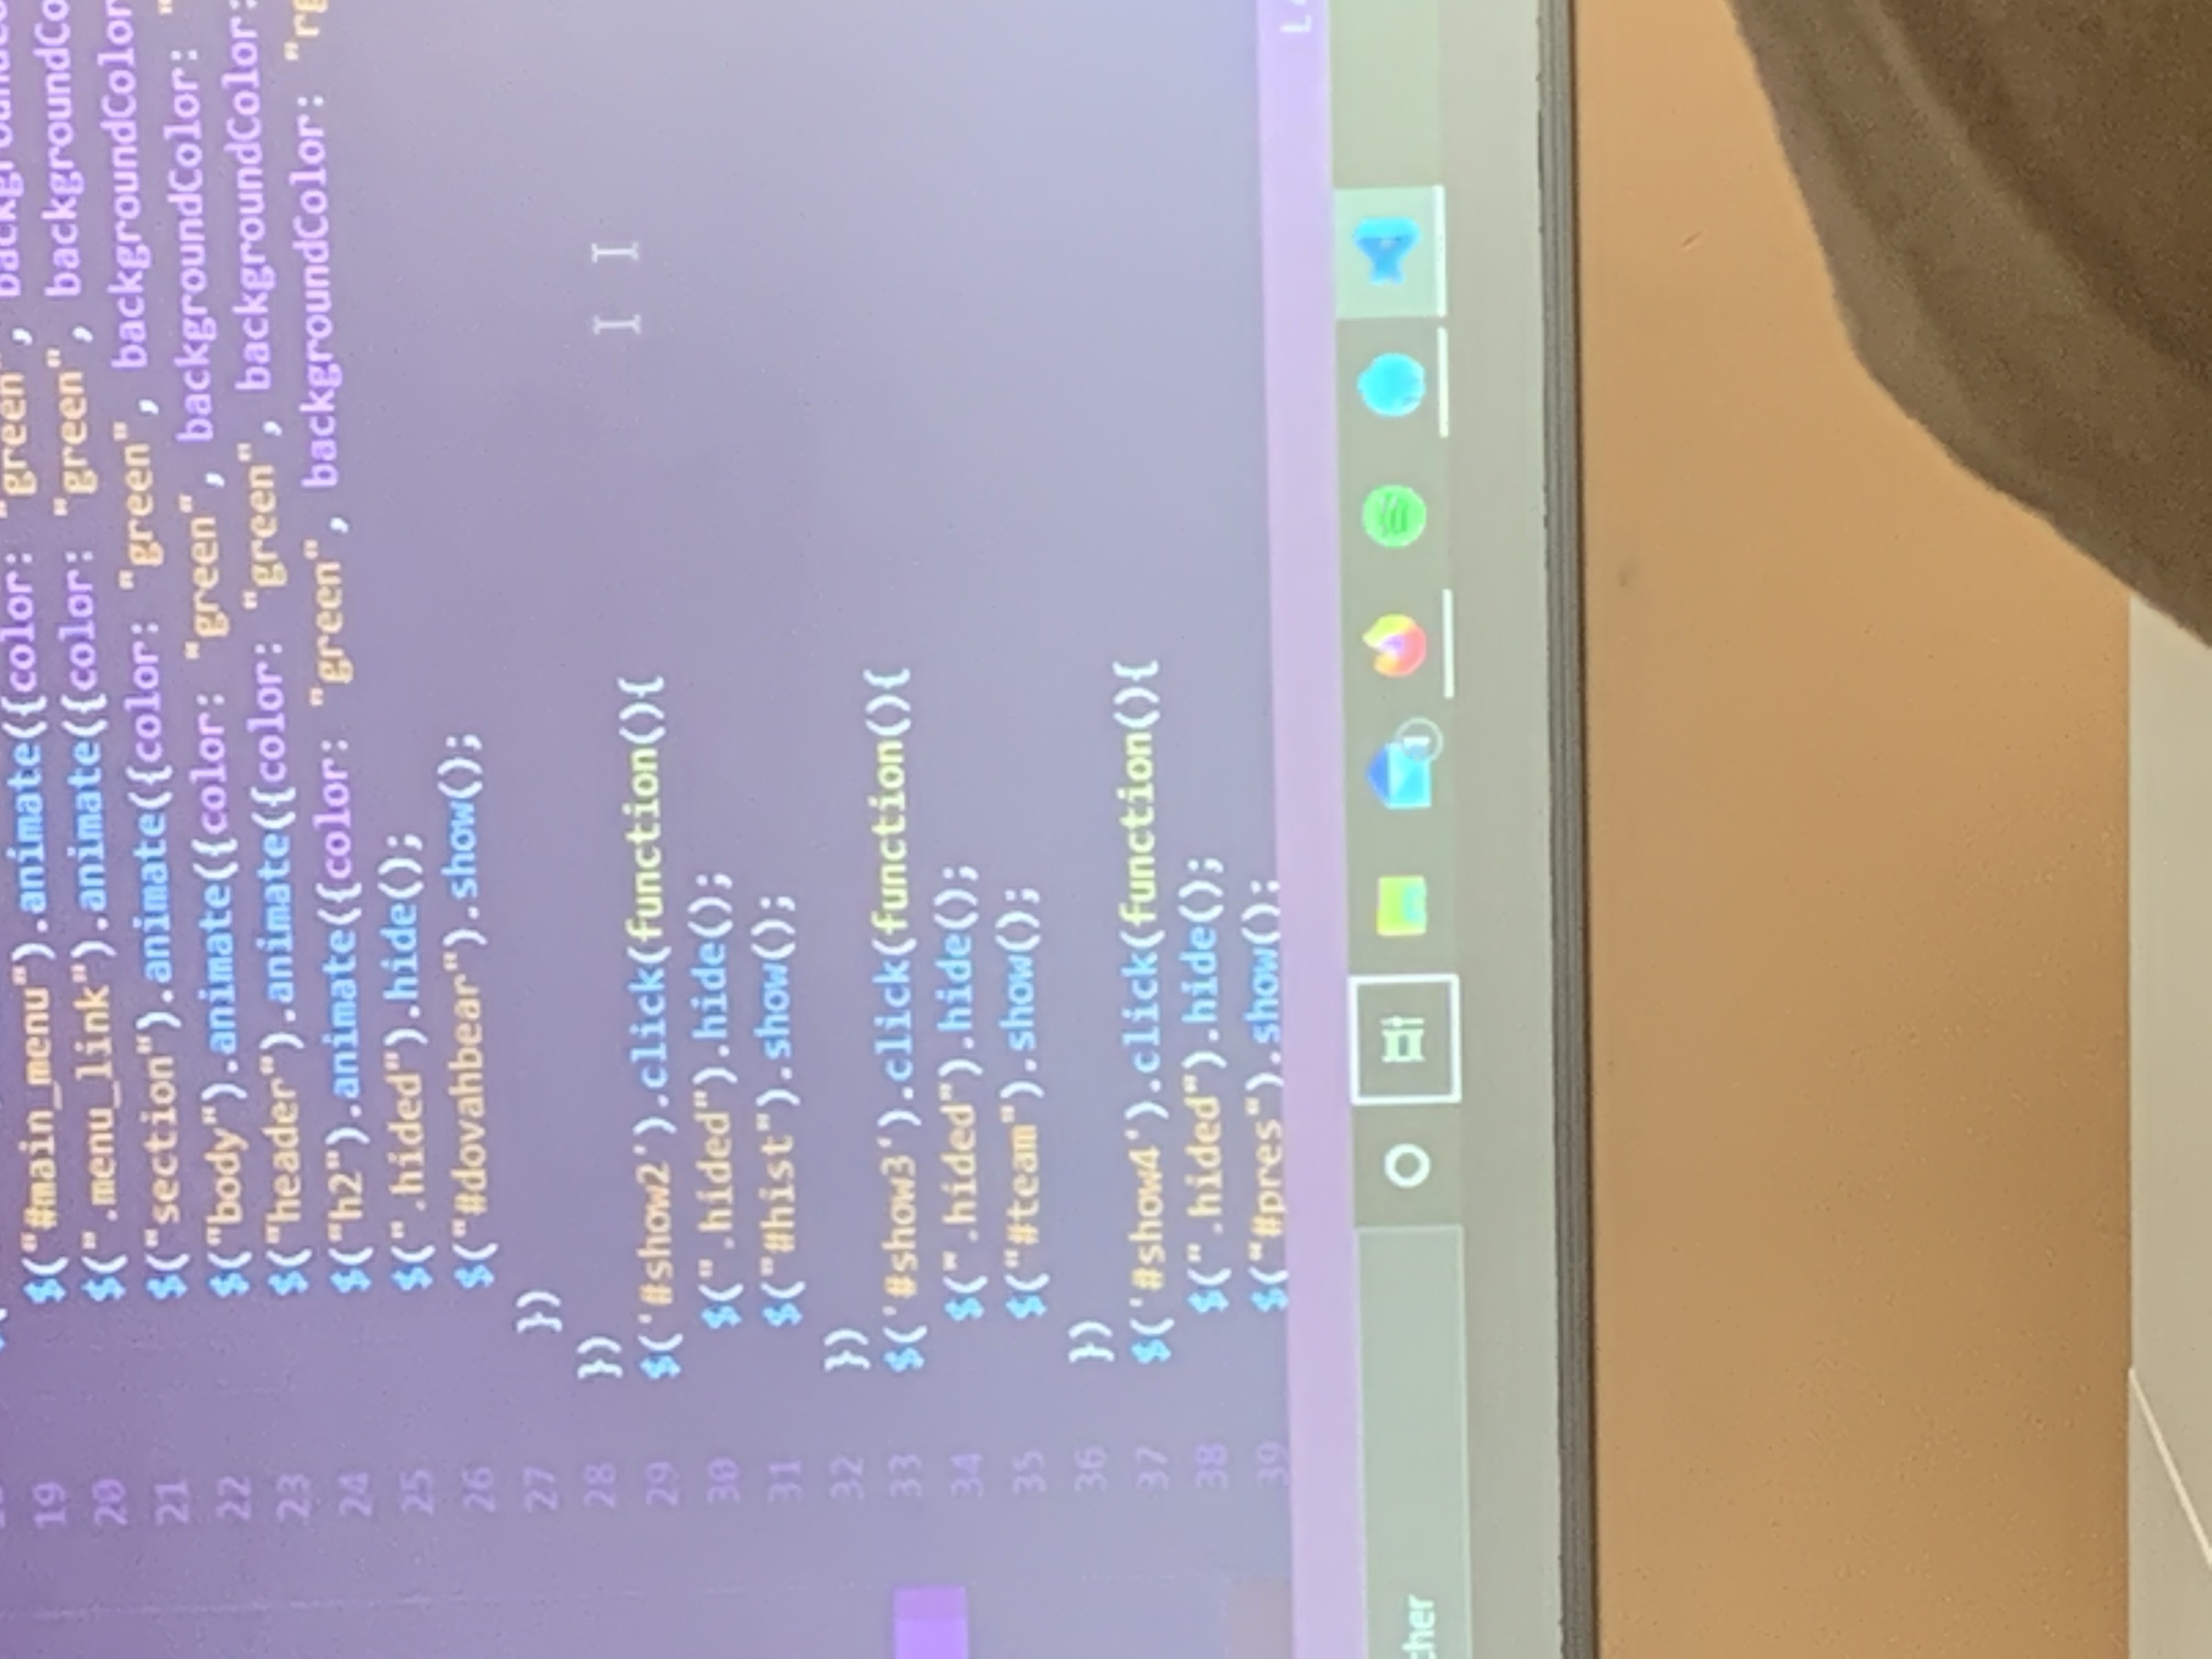 19 $("#main_menu").animate({color: "green", backgroundCo
20 $(".menu_link").animate({color: "green", backgroundCo
21 $("section").animate({color: "green", backgroundColor
22 $("body").animate({color: "green", backgroundColor: "
23 $("header").animate({color: "green", backgroundColor:
24 $("h2").animate({color: "green", backgroundColor: "rg
25 $(".hided").hide();
26 $("#dovahbear").show();
27 })
28 })
29 $('#show2').click(function(){
30 $(".hided").hide();
31 $("#hist").show();
32 })
33 $('#show3').click(function(){
34 $(".hided").hide();
35 $("#team").show();
36 })
37 $('#show4').click(function(){
38 $(".hided").hide();
39 $("#pres").show();
L
cher
1